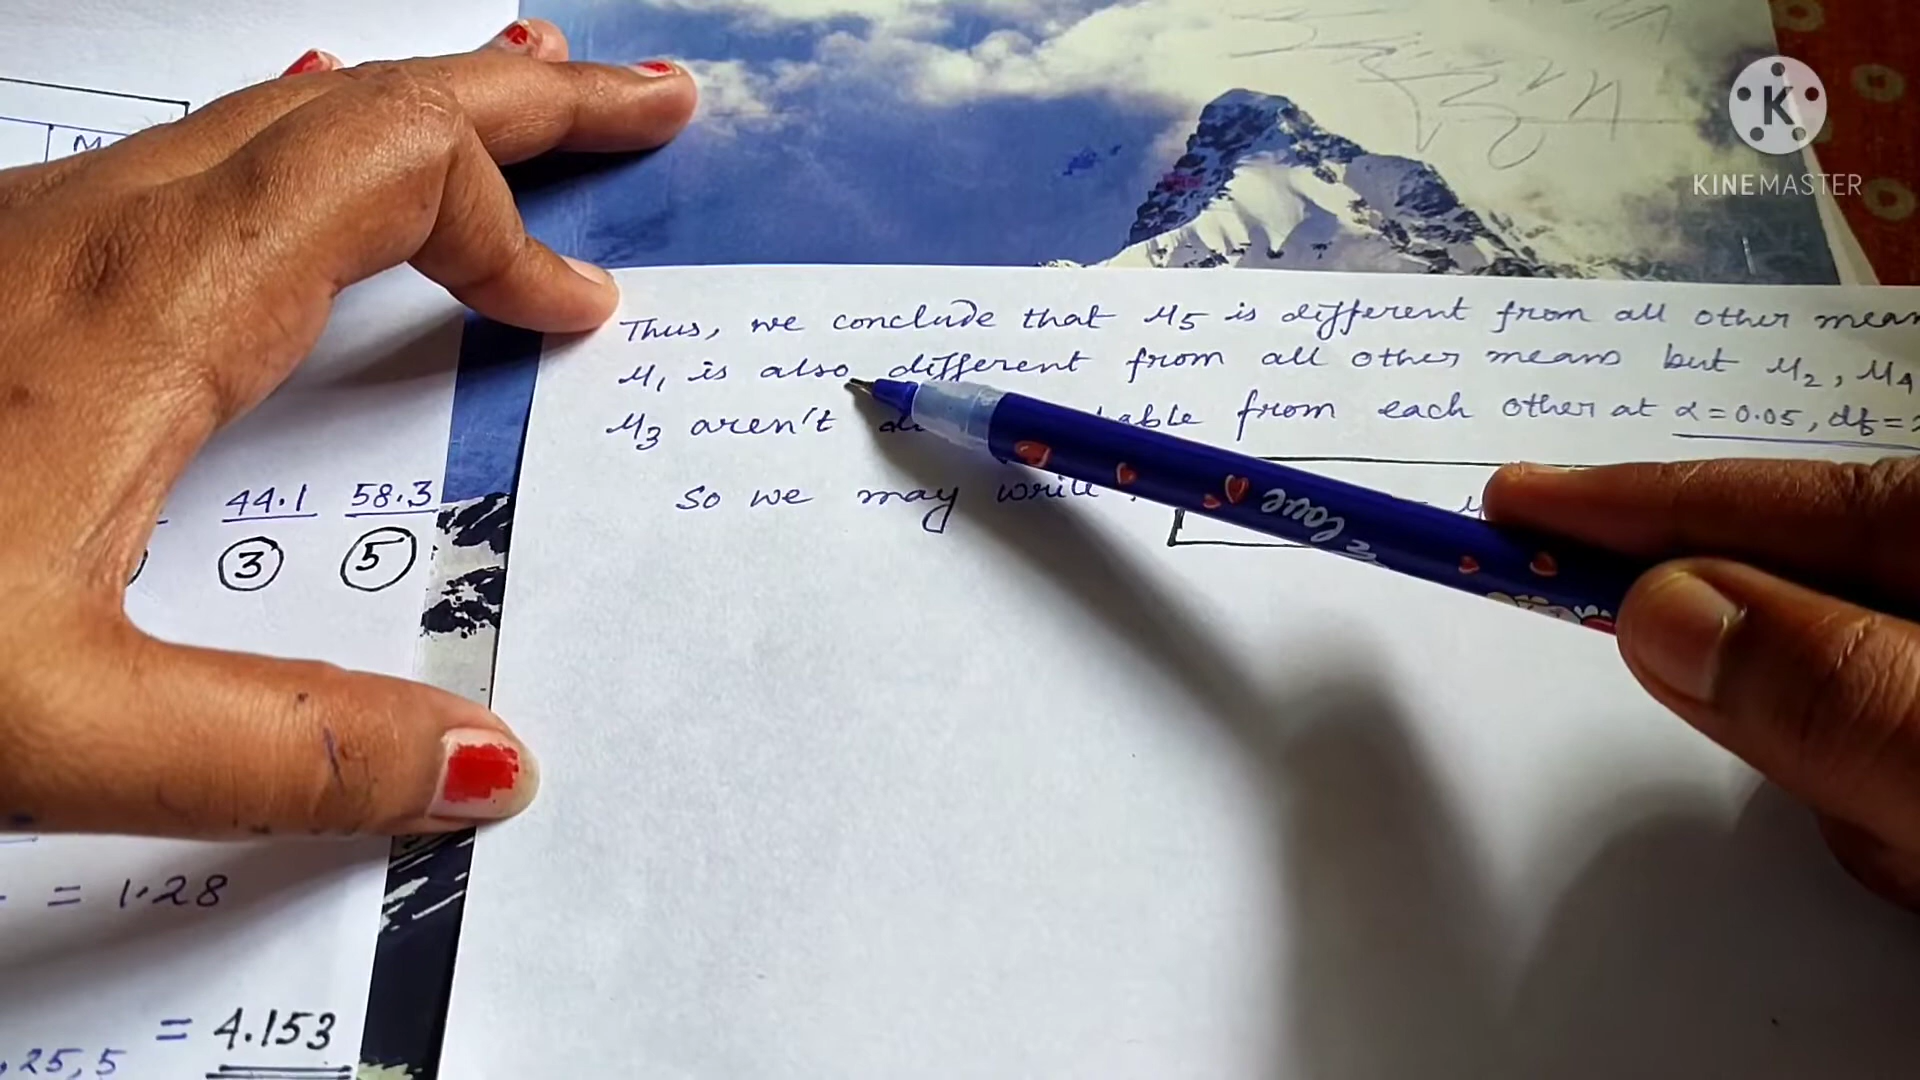 M
44.1 58.3
3 5
= 1.28
= 4.153
,25,5
Thus, we conclude that μ5 is different from all other mean
μ1 is also different from all other means but μ2, μ4
μ3 aren't from each other at α = 0.05, df =
So we may write :
love
K
KINEMASTER